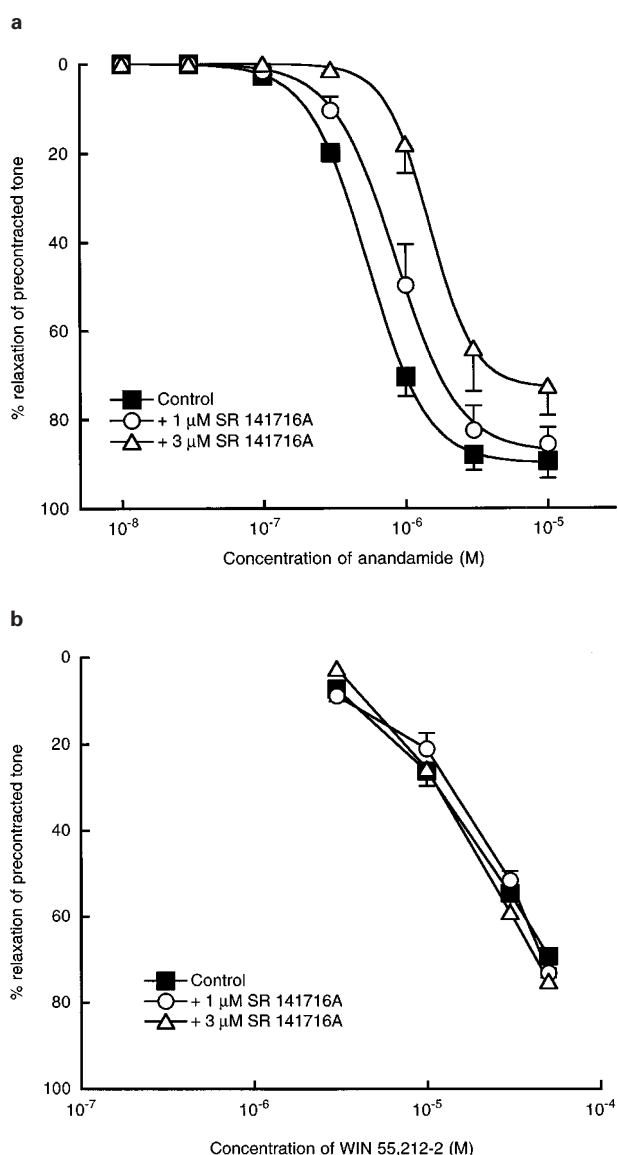 a
% relaxation of precontracted tone
0
20
40
60
80
100
Control
+ 1 μM SR 141716A
+ 3 μM SR 141716A
10⁻⁸
10⁻⁷
10⁻⁶
10⁻⁵
Concentration of anandamide (M)
b
% relaxation of precontracted tone
0
20
40
60
80
100
Control
+ 1 μM SR 141716A
+ 3 μM SR 141716A
10⁻⁷
10⁻⁶
10⁻⁵
10⁻⁴
Concentration of WIN 55,212-2 (M)